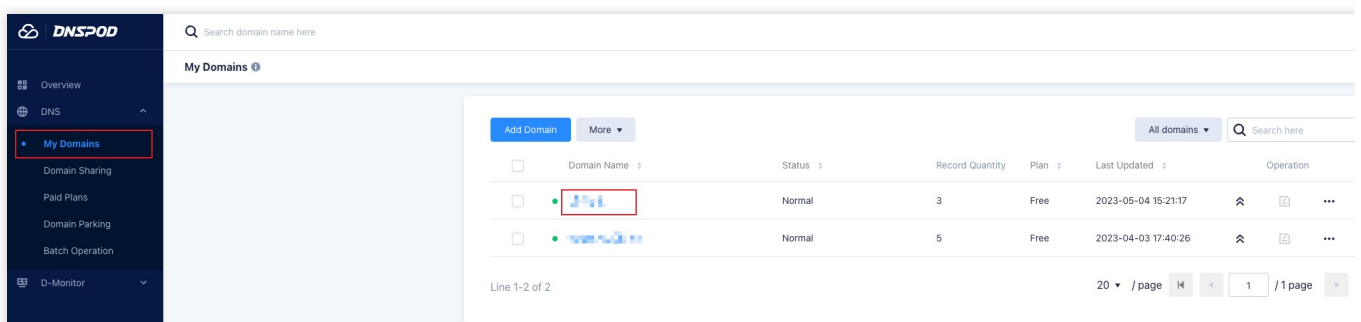 DNSPOD
Search domain name here
My Domains
Overview
DNS
My Domains
Domain Sharing
Paid Plans
Domain Parking
Batch Operation
D-Monitor
Add Domain
More
All domains
Search here
Domain Name Status Record Quantity Plan Last Updated Operation
Normal 3 Free 2023-05-04 15:21:17
Normal 5 Free 2023-04-03 17:40:26
Line 1-2 of 2
20 / page 1 / 1 page